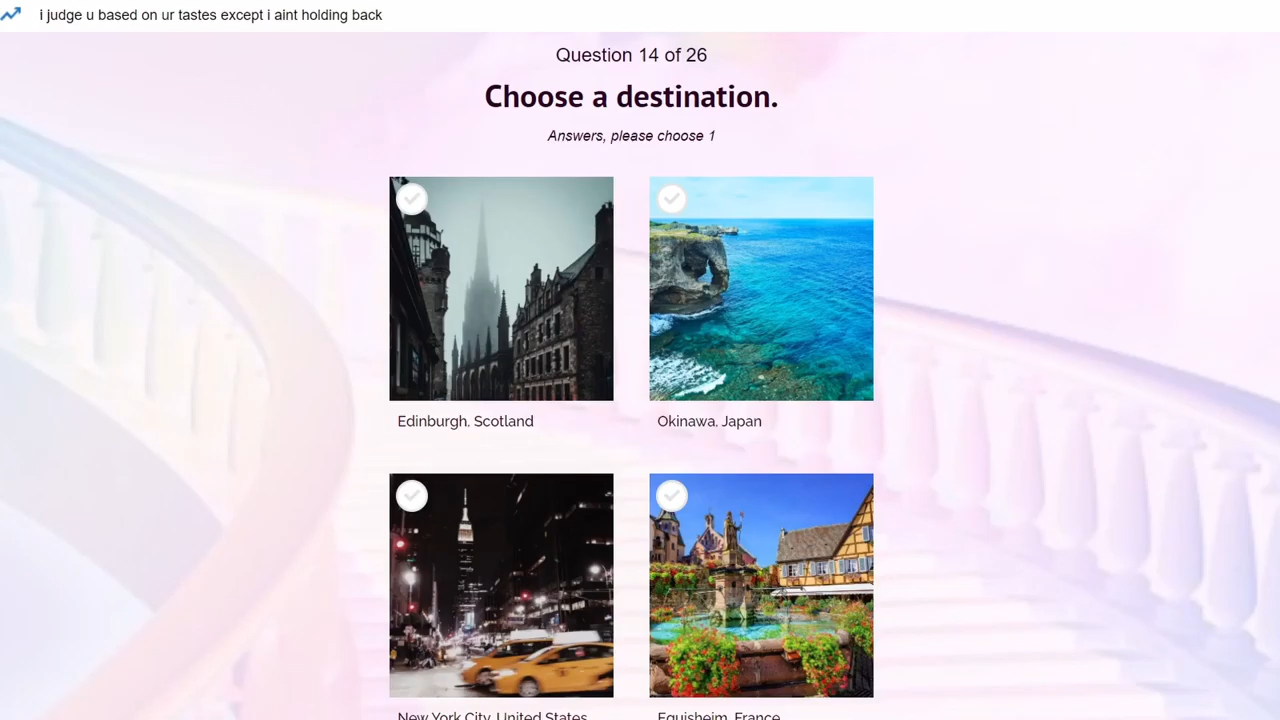 i judge u based on ur tastes except i aint holding back
Question 14 of 26
Choose a destination.
Answers, please choose 1
Edinburgh, Scotland
Okinawa, Japan
New York City, United States
Eguisheim, France